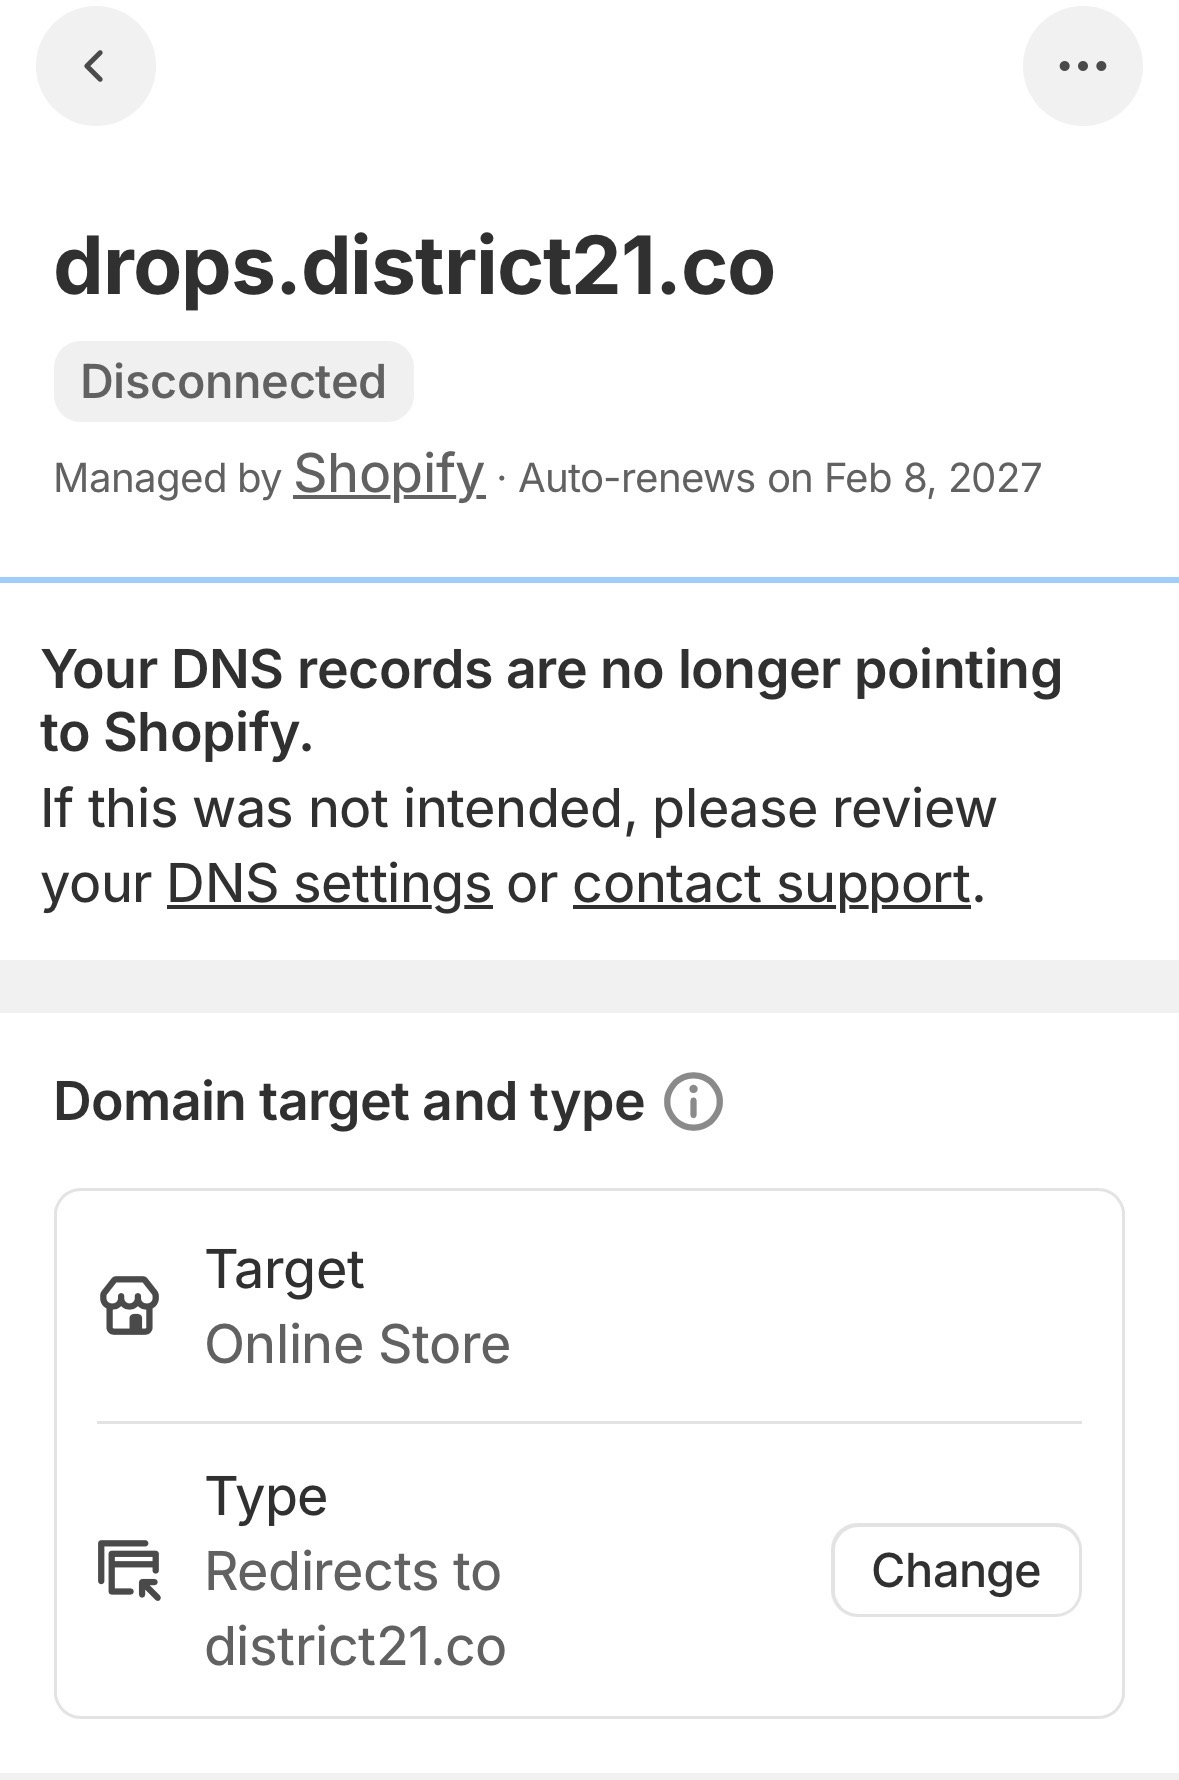 drops.district21.co
Disconnected
Managed by Shopify · Auto-renews on Feb 8, 2027
Your DNS records are no longer pointing
to Shopify.
If this was not intended, please review
your DNS settings or contact support.
Domain target and type
Target
Online Store
Type
Redirects to
district21.co
Change